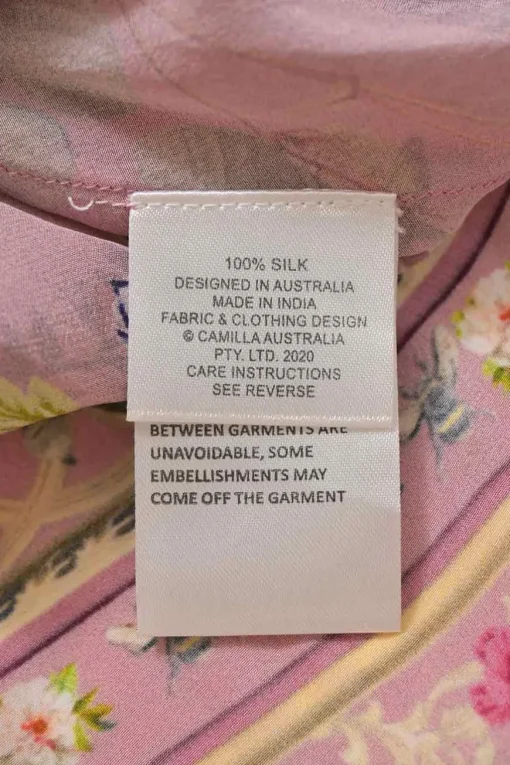 100% SILK
DESIGNED IN AUSTRALIA
MADE IN INDIA
FABRIC & CLOTHING DESIGN
© CAMILLA AUSTRALIA
PTY. LTD. 2020
CARE INSTRUCTIONS
SEE REVERSE
BETWEEN GARMENTS ARE
UNAVOIDABLE, SOME
EMBELLISHMENTS MAY
COME OFF THE GARMENT